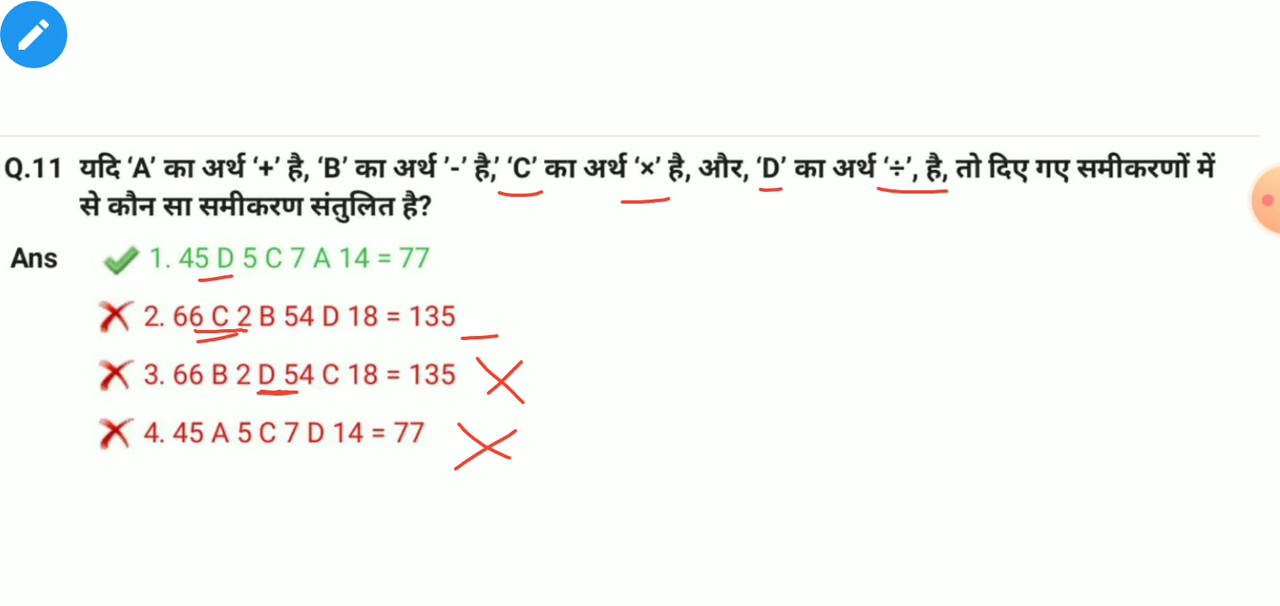 Q.11 यदि ‘A’ का अर्थ ‘+’ है, ‘B’ का अर्थ ’-’ है;’ ‘C’ का अर्थ ‘×’ है, और, ‘D’ का अर्थ ‘÷’, है, तो दिए गए समीकरणों में
से कौन सा समीकरण संतुलित है?
Ans 1. 45 D 5 C 7 A 14 = 77
2. 66 C 2 B 54 D 18 = 135
3. 66 B 2 D 54 C 18 = 135
4. 45 A 5 C 7 D 14 = 77